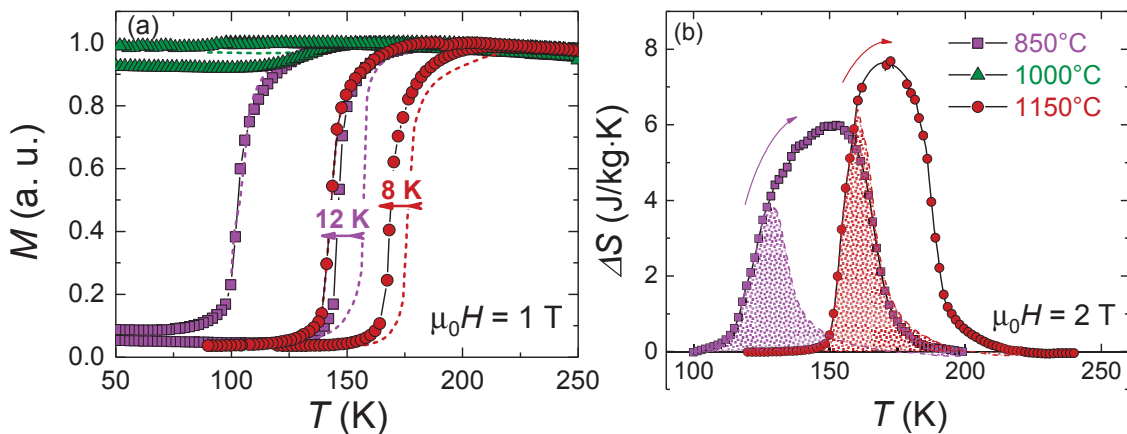 (a)
M (a. u.)
1.0
0.8
0.6
0.4
0.2
0.0
12 K
8 K
μ₀H = 1 T
50
100
150
200
250
T (K)
(b)
ΔS (J/kg·K)
8
6
4
2
0
850°C
1000°C
1150°C
μ₀H = 2 T
100
150
200
250
T (K)